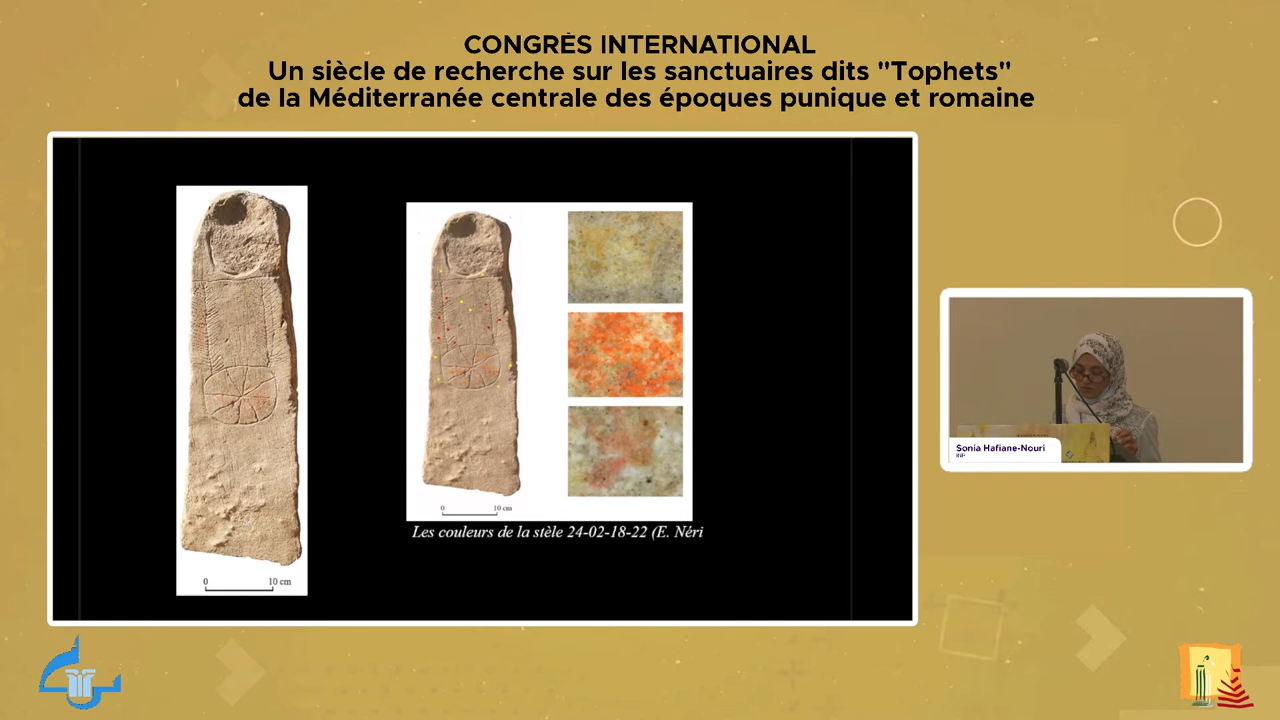 CONGRÈS INTERNATIONAL
Un siècle de recherche sur les sanctuaires dits "Tophets"
de la Méditerranée centrale des époques punique et romaine
0 10 cm
0 10 cm
Les couleurs de la stèle 24-02-18-22 (E. Néri
Sonia Hafiane-Nouri
INP